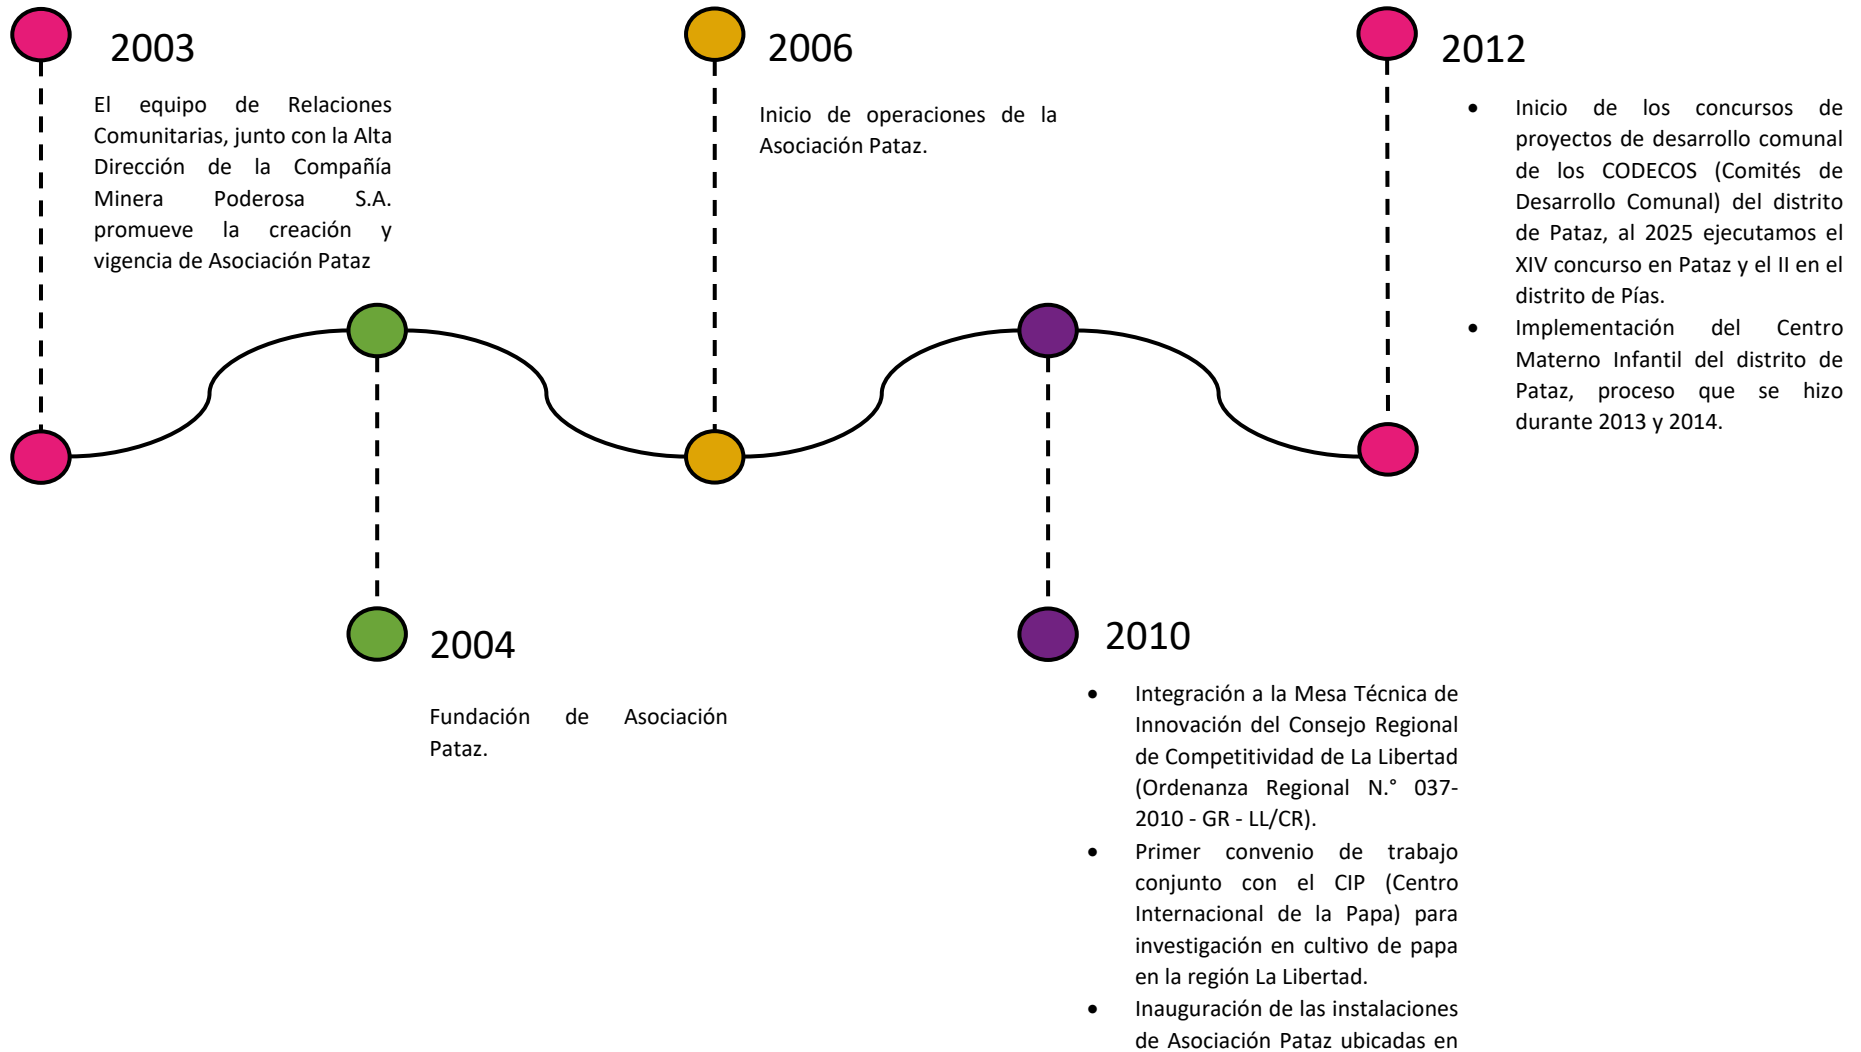 2003
El equipo de Relaciones
Comunitarias, junto con la Alta
Dirección de la Compañía
Minera Poderosa S.A.
promueve la creación y
vigencia de Asociación Pataz
2004
Fundación de Asociación
Pataz.
2006
Inicio de operaciones de la
Asociación Pataz.
2010
• Integración a la Mesa Técnica de
Innovación del Consejo Regional
de Competitividad de La Libertad
(Ordenanza Regional N.° 037-
2010 - GR - LL/CR).
• Primer convenio de trabajo
conjunto con el CIP (Centro
Internacional de la Papa) para
investigación en cultivo de papa
en la región La Libertad.
• Inauguración de las instalaciones
de Asociación Pataz ubicadas en
2012
• Inicio de los concursos de
proyectos de desarrollo comunal
de los CODECOS (Comités de
Desarrollo Comunal) del distrito
de Pataz, al 2025 ejecutamos el
XIV concurso en Pataz y el II en el
distrito de Pías.
• Implementación del Centro
Materno Infantil del distrito de
Pataz, proceso que se hizo
durante 2013 y 2014.